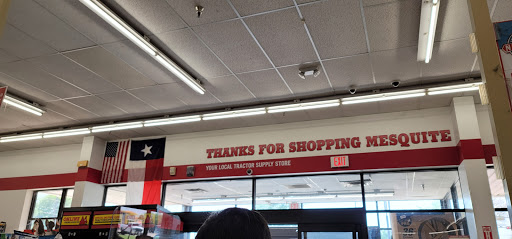 THANKS FOR SHOPPING MESQUITE
YOUR LOCAL TRACTOR SUPPLY STORE
EXIT